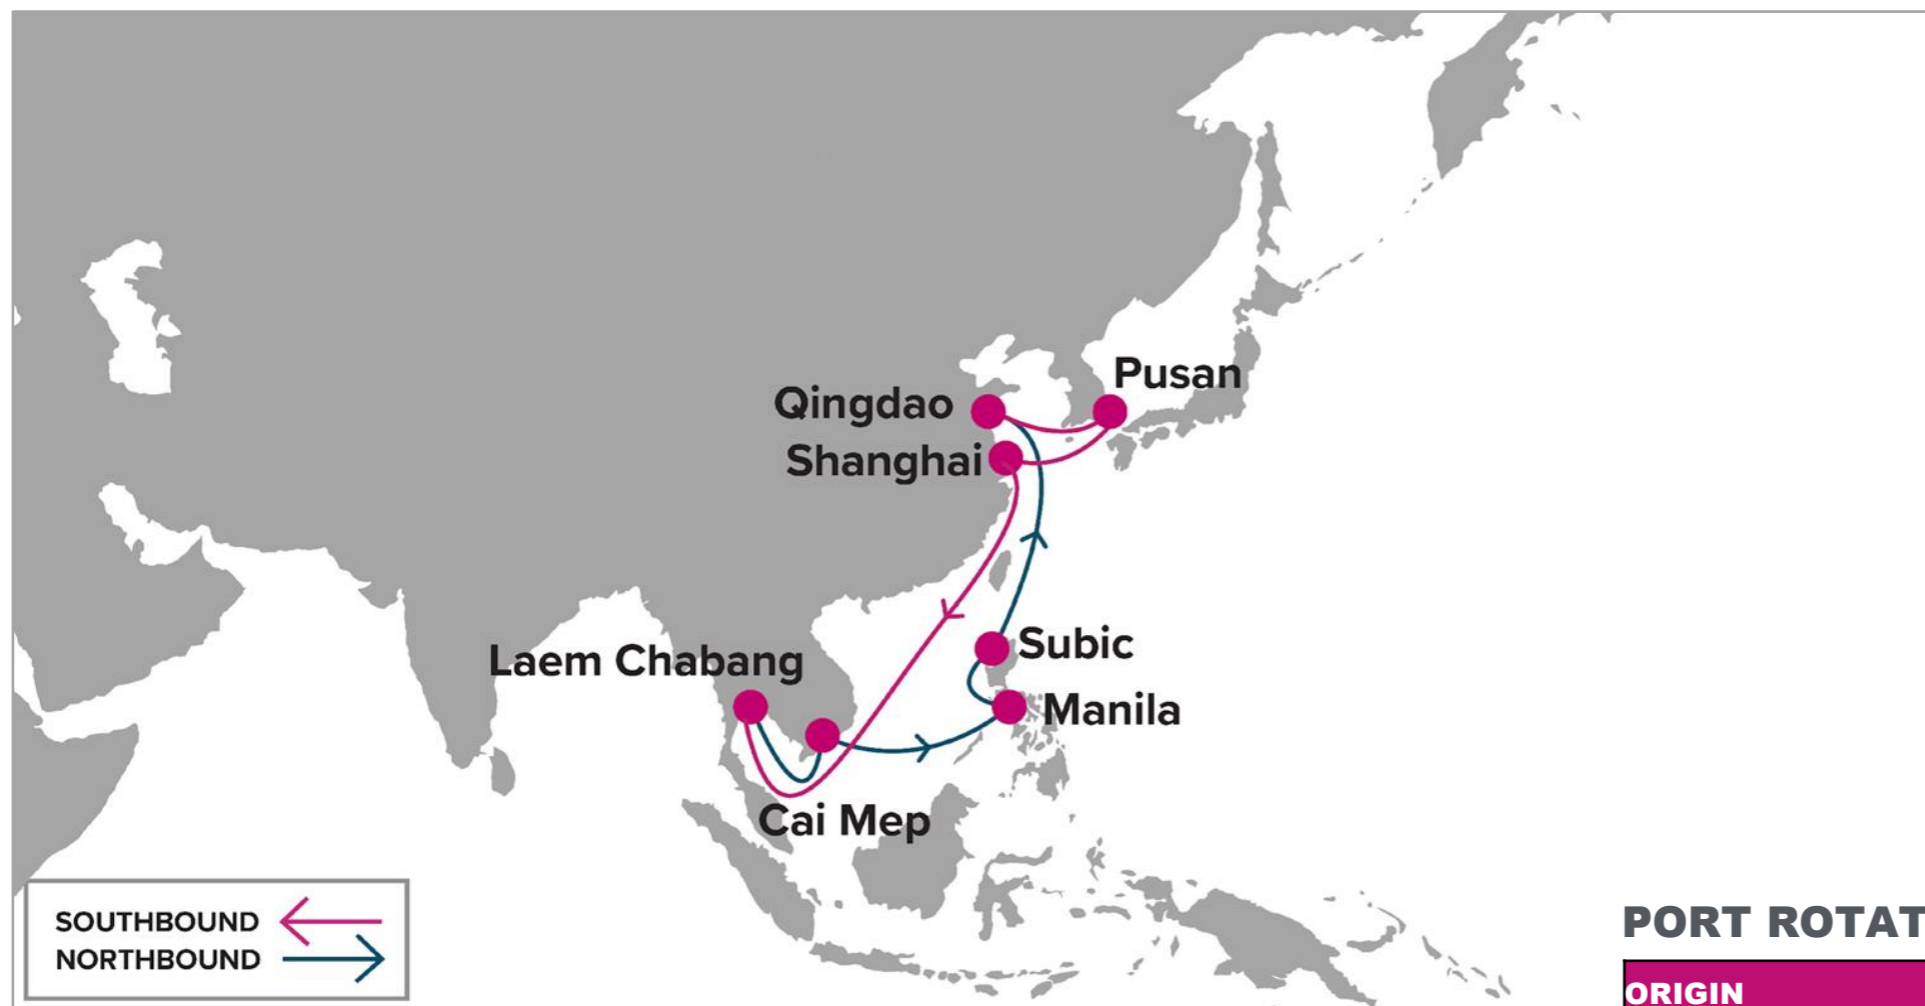 Pusan
Qingdao
Shanghai
Subic
Laem Chabang
Manila
Cai Mep
SOUTHBOUND
NORTHBOUND
PORT ROTAT
ORIGIN